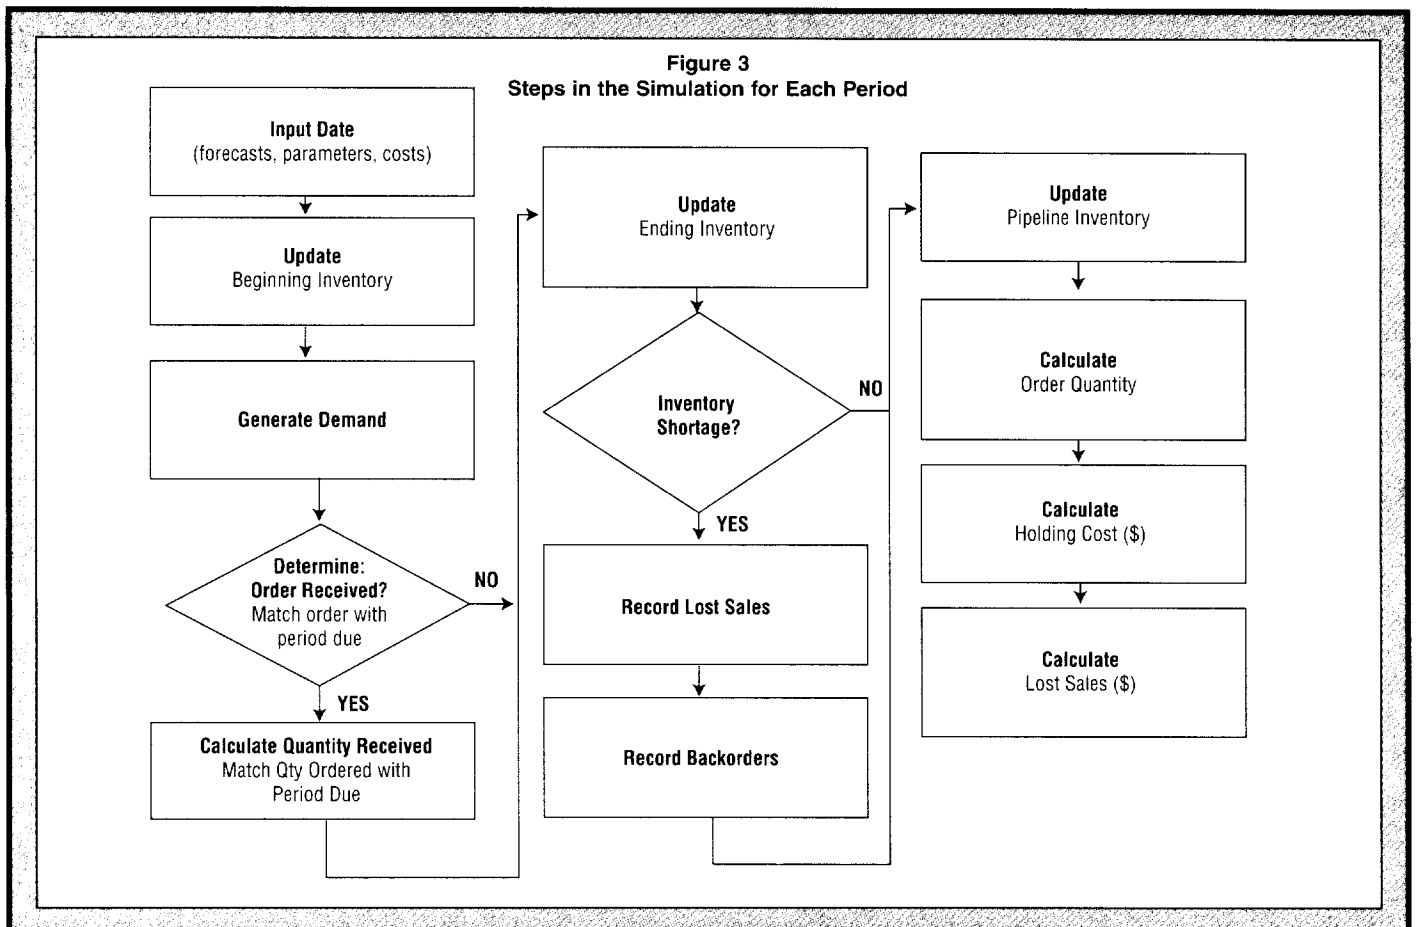 Figure 3
Steps in the Simulation for Each Period
Input Date
(forecasts, parameters, costs)
Update
Beginning Inventory
Generate Demand
Determine:
Order Received?
Match order with
period due
NO
YES
Calculate Quantity Received
Match Qty Ordered with
Period Due
Update
Ending Inventory
Inventory
Shortage?
NO
YES
Record Lost Sales
Record Backorders
Update
Pipeline Inventory
Calculate
Order Quantity
Calculate
Holding Cost ($)
Calculate
Lost Sales ($)